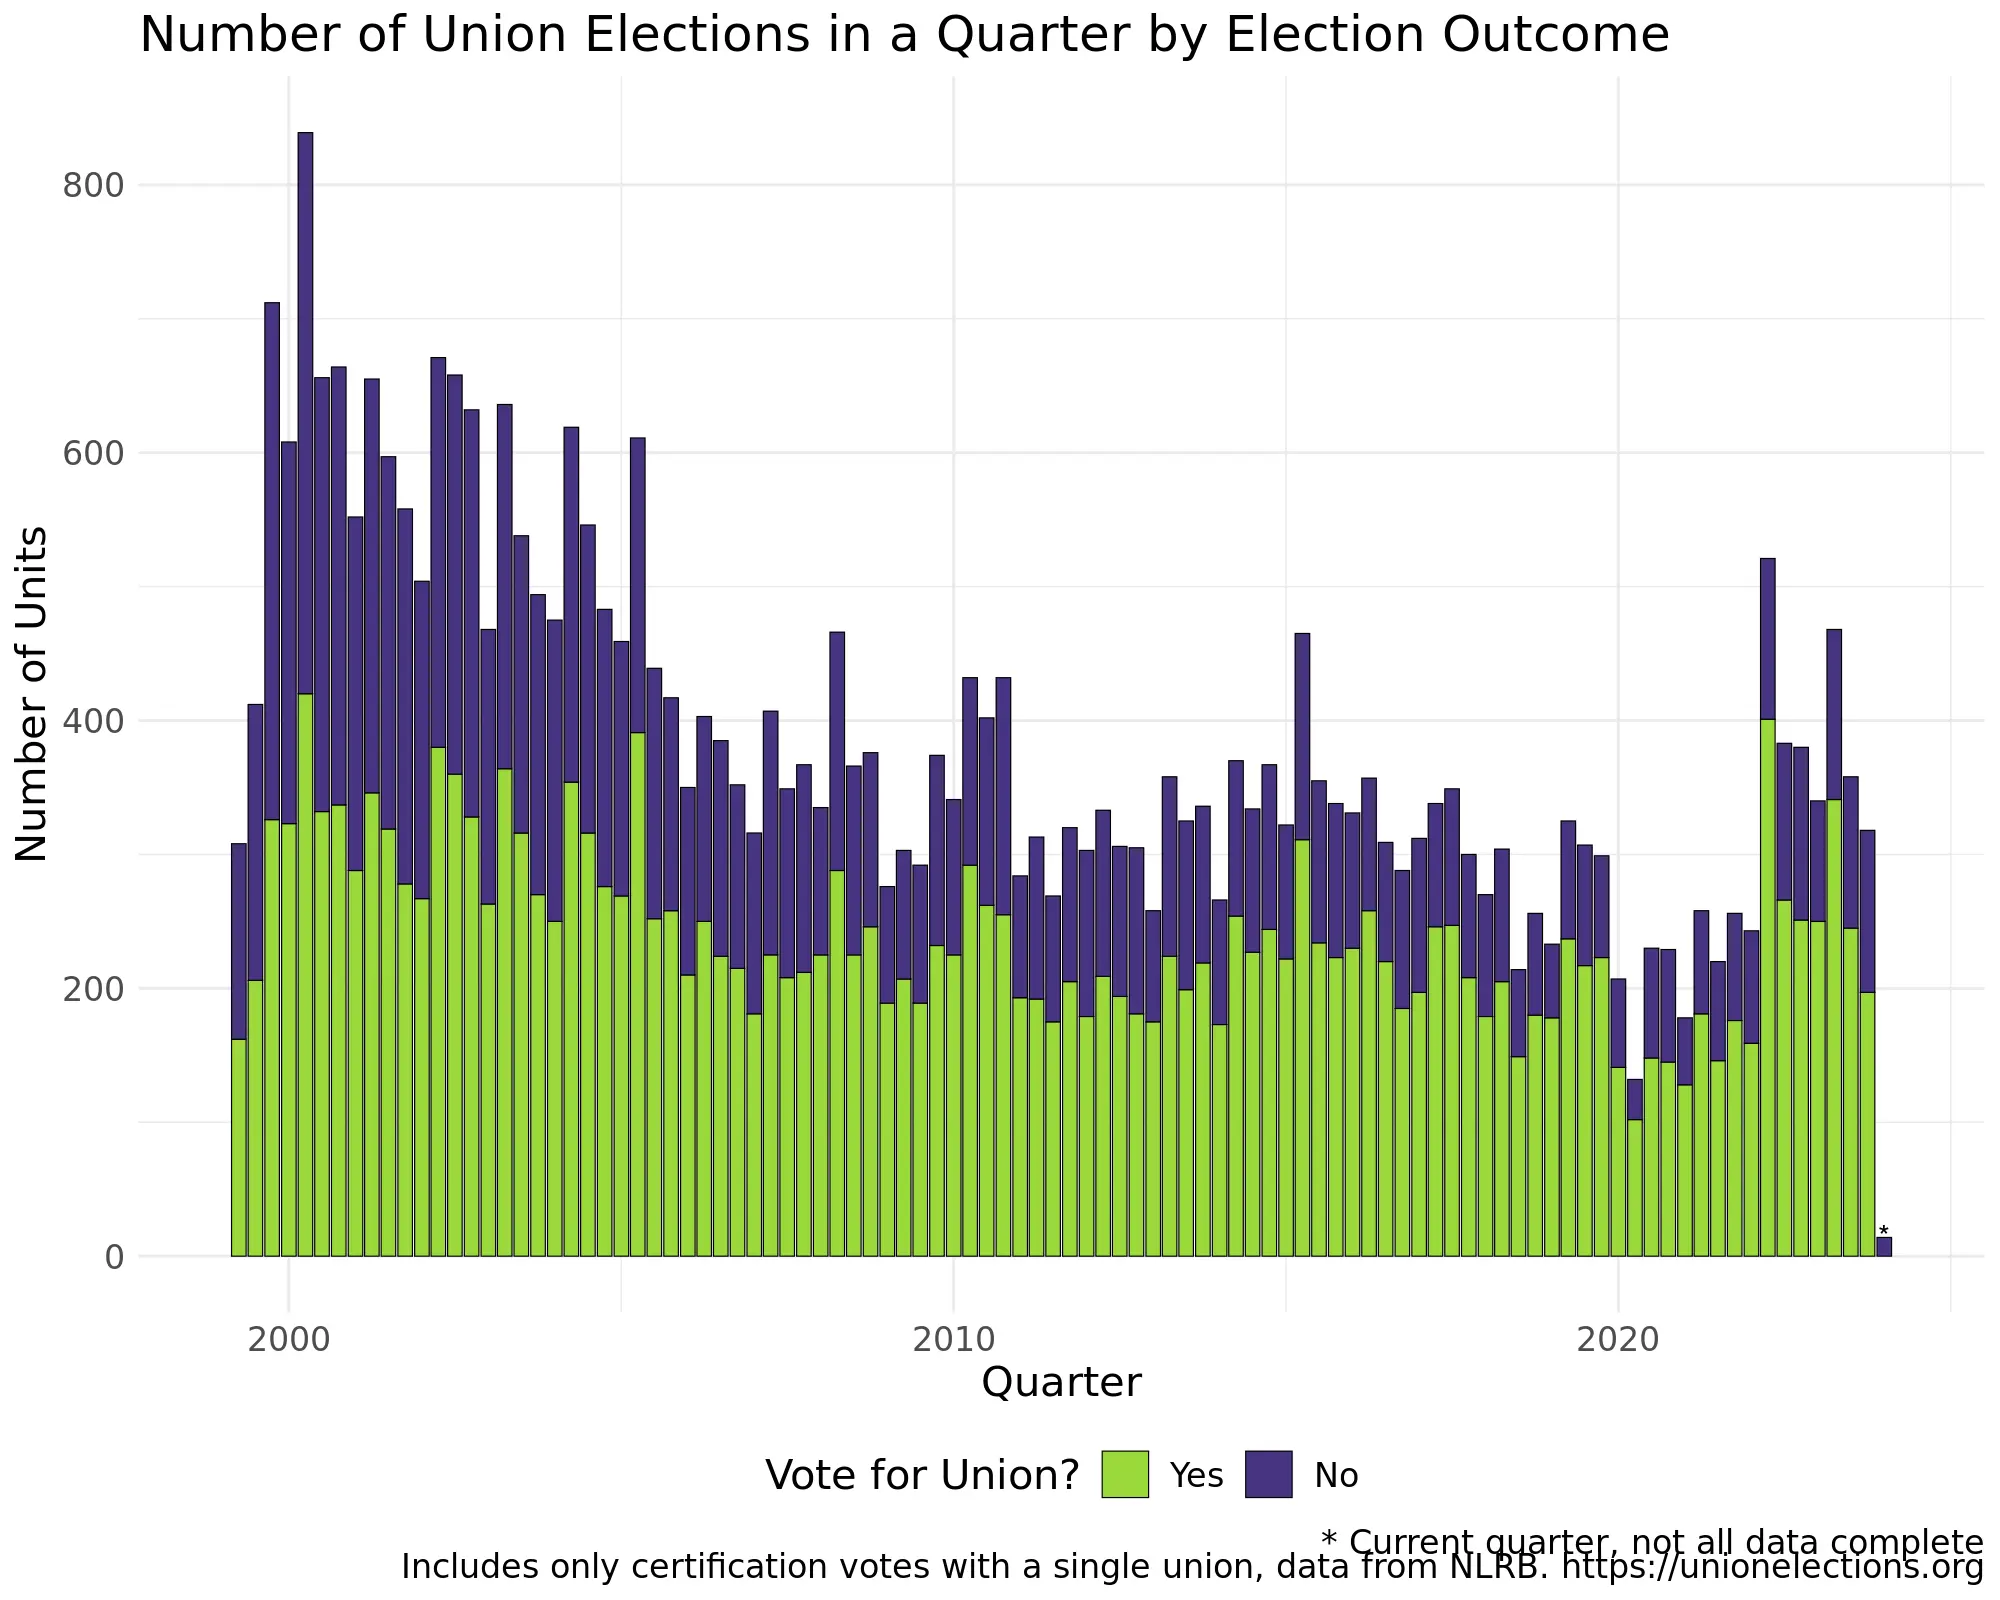 Number of Union Elections in a Quarter by Election Outcome
800
600
400
200
0
Number of Units
*
2000
2010
2020
Quarter
Vote for Union?
Yes
No
* Current quarter, not all data complete
Includes only certification votes with a single union, data from NLRB. https://unionelections.org